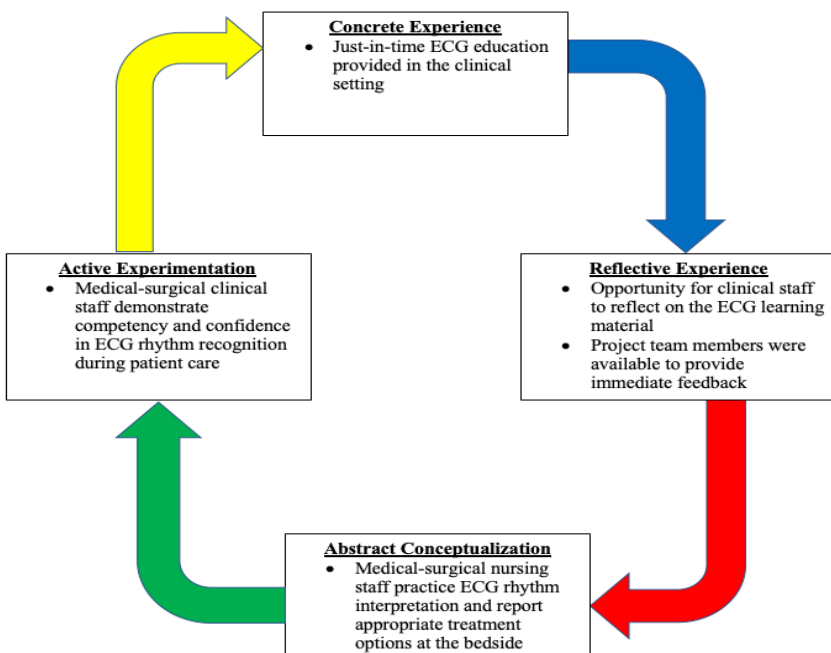 Concrete Experience
• Just-in-time ECG education
provided in the clinical
setting
Active Experimentation
• Medical-surgical clinical
staff demonstrate
competency and confidence
in ECG rhythm recognition
during patient care
Reflective Experience
• Opportunity for clinical staff
to reflect on the ECG learning
material
• Project team members were
available to provide
immediate feedback
Abstract Conceptualization
• Medical-surgical nursing
staff practice ECG rhythm
interpretation and report
appropriate treatment
options at the bedside